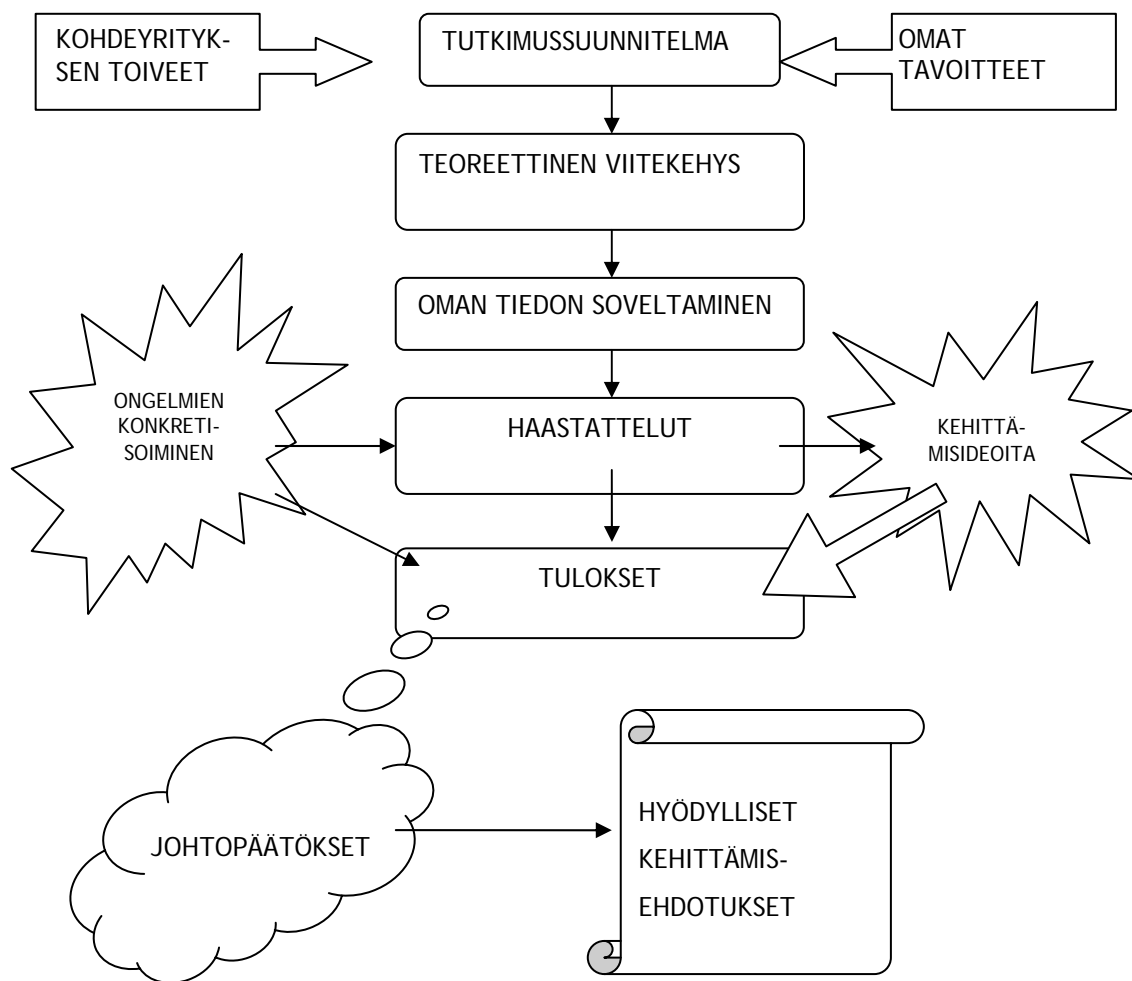 KOHDEYRITYK-
SEN TOIVEET
TUTKIMUSSUUNNITELMA
OMAT
TAVOITTEET
TEOREETTINEN VIITEKEHYS
OMAN TIEDON SOVELTAMINEN
ONGELMIEN
KONKRETI-
SOIMINEN
HAASTATTELUT
KEHITTÄ-
MISIDEOITA
TULOKSET
JOHTOPÄÄTÖKSET
HYÖDYLLISET
KEHITTÄMIS-
EHDOTUKSET